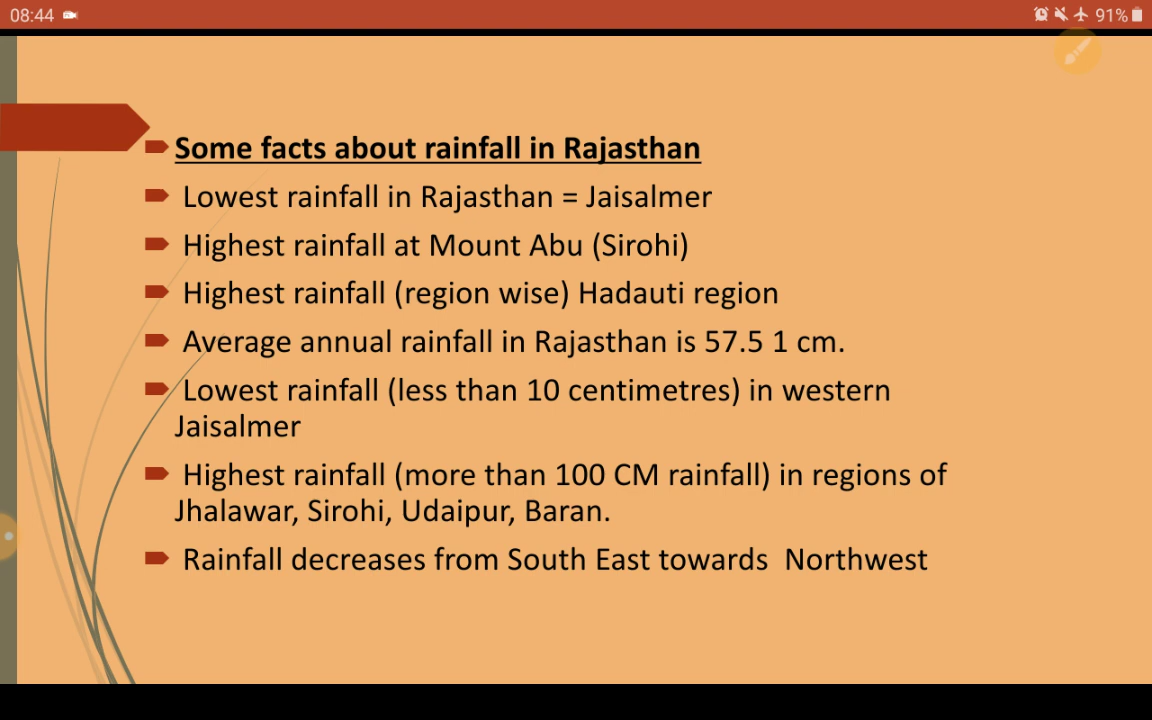 08:44
91%
Some facts about rainfall in Rajasthan
Lowest rainfall in Rajasthan = Jaisalmer
Highest rainfall at Mount Abu (Sirohi)
Highest rainfall (region wise) Hadauti region
Average annual rainfall in Rajasthan is 57.5 1 cm.
Lowest rainfall (less than 10 centimetres) in western
Jaisalmer
Highest rainfall (more than 100 CM rainfall) in regions of
Jhalawar, Sirohi, Udaipur, Baran.
Rainfall decreases from South East towards  Northwest